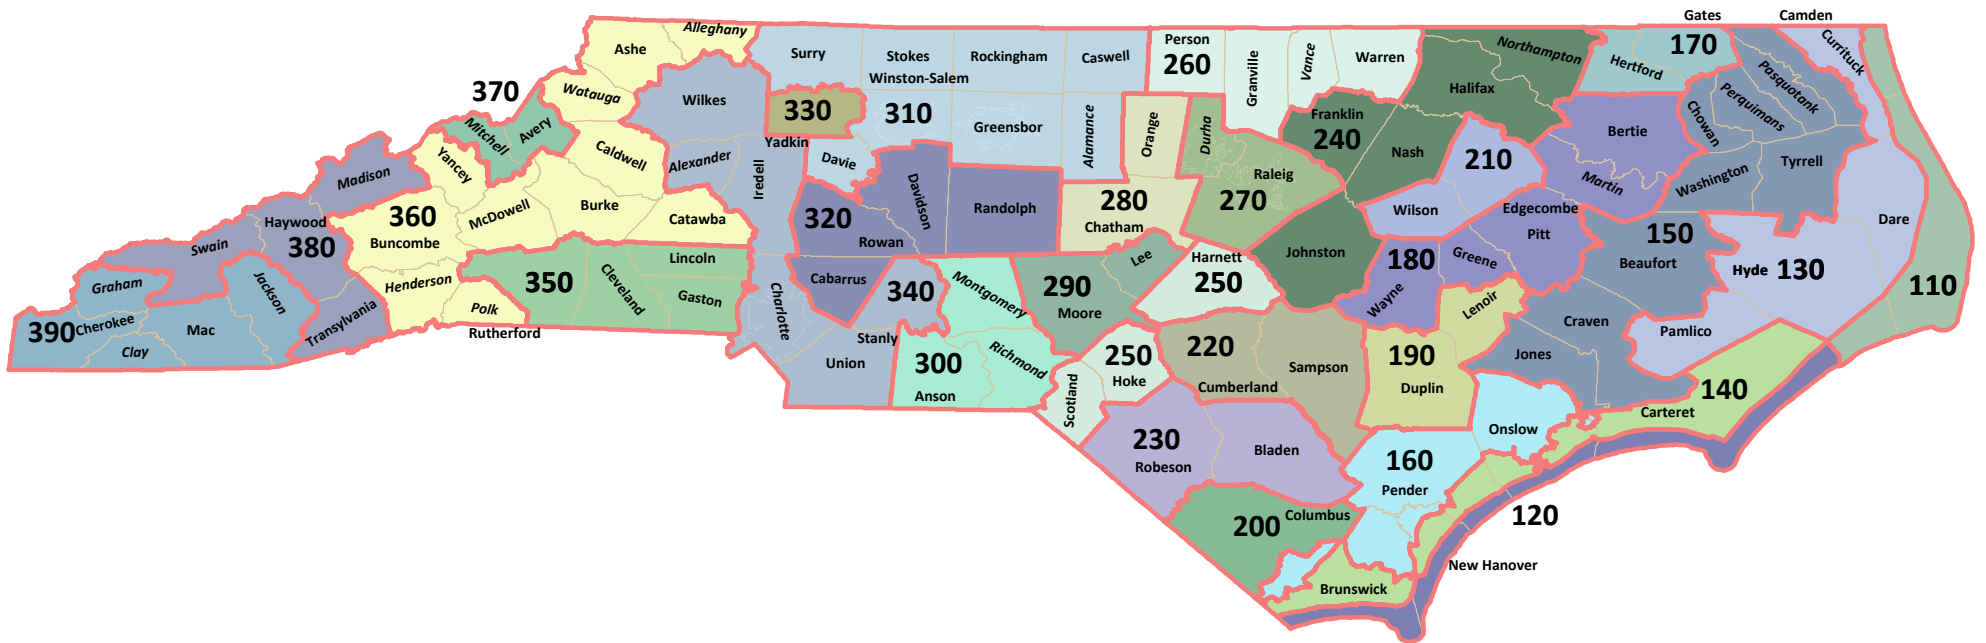 Gates
Camden
Alleghany
Ashe
Surry
Stokes
Rockingham
Caswell
Person
260
Granville
Vance
Warren
Northampton
Halifax
170
Hertford
Currituck
Pasquotank
Perquimans
Chowan
370
Watauga
Wilkes
Winston-Salem
330
310
Yadkin
Greensbor
Alamance
Orange
Durha
Franklin
240
Nash
210
Bertie
Martin
Washington
Tyrrell
Mitchell
Avery
Yancey
Caldwell
Alexander
Iredell
Davie
Davidson
Randolph
280
Chatham
Raleig
270
Wilson
Edgecombe
Pitt
Madison
Haywood
380
Swain
360
Buncombe
McDowell
Burke
Catawba
320
Rowan
Johnston
180
Greene
Wayne
150
Beaufort
Hyde
130
Dare
110
Graham
Jackson
Henderson
Polk
Rutherford
350
Cleveland
Lincoln
Gaston
Cabarrus
340
Montgomery
290
Moore
Lee
Harnett
250
Lenoir
Craven
Pamlico
390
Cherokee
Mac
Clay
Transylvania
Charlotte
Stanly
Union
300
Anson
Richmond
250
Hoke
Scotland
220
Cumberland
Sampson
190
Duplin
Jones
140
Carteret
230
Robeson
Bladen
160
Pender
Onslow
200
Columbus
120
New Hanover
Brunswick